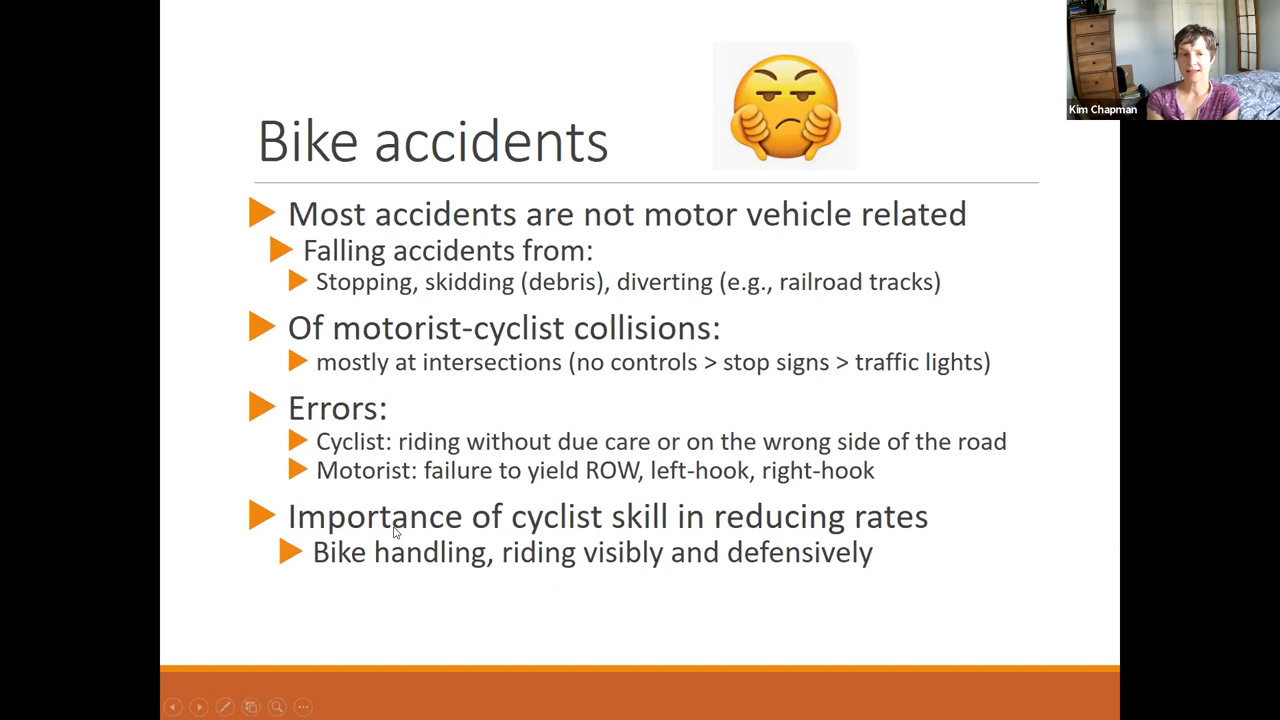 Kim Chapman
Bike accidents
Most accidents are not motor vehicle related
Falling accidents from:
Stopping, skidding (debris), diverting (e.g., railroad tracks)
Of motorist-cyclist collisions:
mostly at intersections (no controls > stop signs > traffic lights)
Errors:
Cyclist: riding without due care or on the wrong side of the road
Motorist: failure to yield ROW, left-hook, right-hook
Importance of cyclist skill in reducing rates
Bike handling, riding visibly and defensively